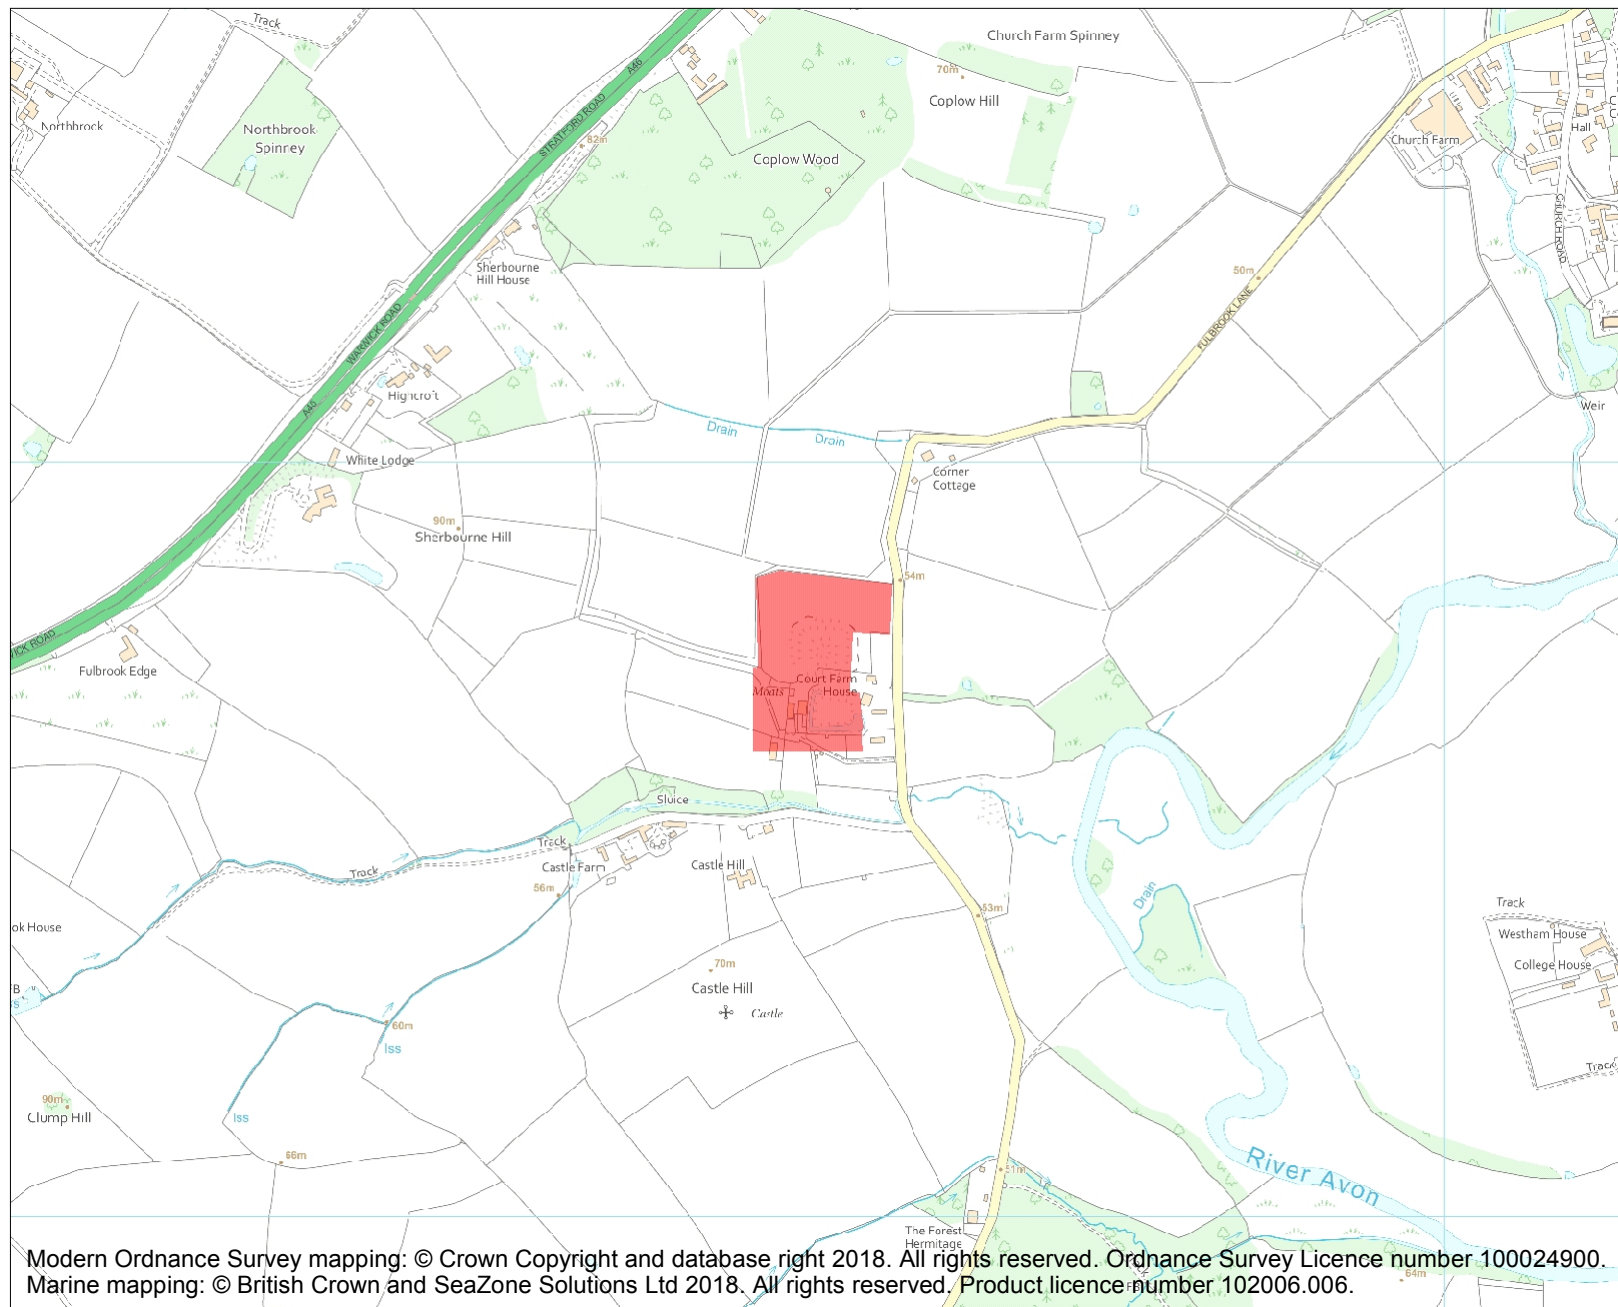 Track
Church Farm Spinney
A46
70m
Coplow Hill
STRATFORD ROAD
82m
Northbrook
Northbrook
Spinney
Coplow Wood
Church Farm
Hall
CHURCH ROAD
Sherbourne
Hill House
50m
FULBROOK LANE
WARWICK ROAD
Highcroft
A46
Weir
Drain
Drain
White Lodge
Corner
Cottage
90m
Sherbourne Hill
54m
ICK ROAD
Fulbrook Edge
Court Farm
House
Moats
Sluice
Track
Castle Farm
Castle Hill
Track
56m
Drain
53m
Track
ok House
Westham House
College House
70m
Castle Hill
Castle
FB
60m
Iss
Track
90m
Clump Hill
Iss
66m
River Avon
51m
The Forest
Hermitage
Modern Ordnance Survey mapping: © Crown Copyright and database right 2018. All rights reserved. Ordnance Survey Licence number 100024900.
64m
Marine mapping: © British Crown and SeaZone Solutions Ltd 2018. All rights reserved. Product licence number 102006.006.